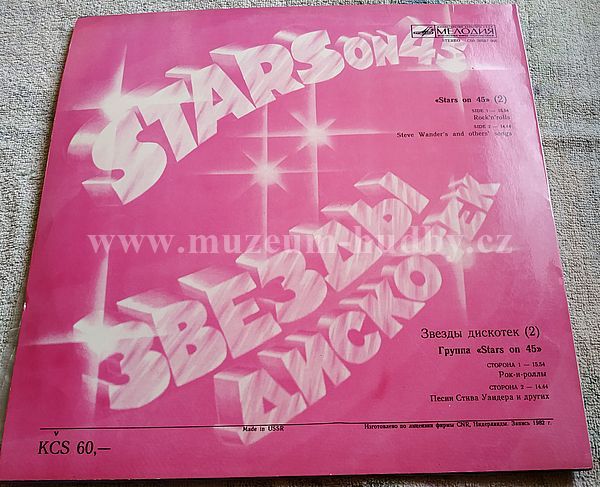 STARS ON 45
МЕЛОДИЯ
СТЕРЕО
«Stars on 45» (2)
SIDE 1 — 15.54
Rock'n'rolls
SIDE 2 — 14.44
Steve Wander's and others' songs
ЗВЕЗДЫ
ДИСКОТЕК
www.muzeum-hudby.cz
Звезды дискотек (2)
Группа «Stars on 45»
СТОРОНА 1 — 15.54
Рок-н-роллы
СТОРОНА 2 — 14.44
Песни Стива Уандера и других
v
Made in USSR
Изготовлено по лицензии фирмы CNR, Нидерланды. Запись 1982 г.
KCS 60,—